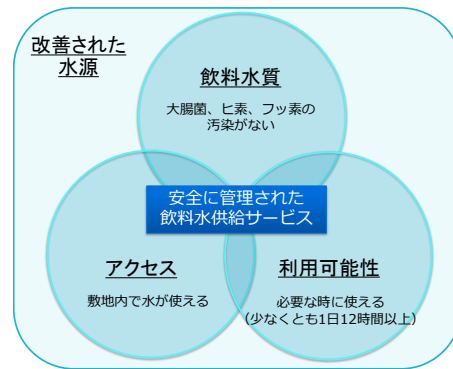 改善された
水源
飲料水質
大腸菌、ヒ素、フッ素の
汚染がない
安全に管理された
飲料水供給サービス
アクセス
敷地内で水が使える
利用可能性
必要な時に使える
（少なくとも1日12時間以上）